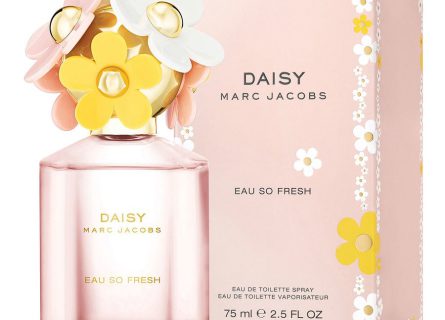 DAISY
MARC JACOBS
EAU SO FRESH
DAISY
MARC JACOBS
EAU SO FRESH
EAU DE TOILETTE SPRAY
EAU DE TOILETTE VAPORISATEUR
75 ml e 2.5 FL OZ